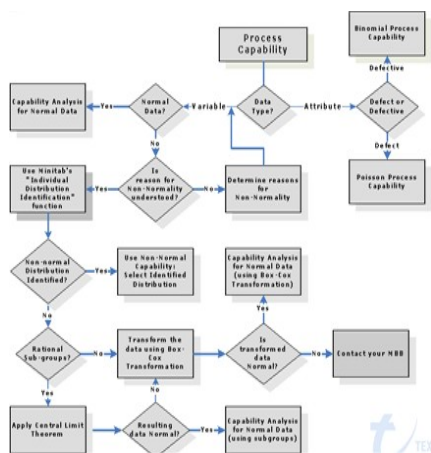 Process
Capability
Binomial Process
Capability
Defective
Capability Analysis
for Normal Data
Yes
Normal
Data?
Variable
Data
Type?
Attribute
Defect or
Defective
No
Defect
Use Minitab's
"Individual
Distribution
Identification"
function
Yes
Is
reason for
Non-Normality
understood?
No
Determine reasons
for
Non-Normality
Poisson Process
Capability
Non-normal
Distribution
Identified?
Yes
Use Non-Normal
Capability:
Select Identified
Distribution
Capability Analysis
for Normal Data
(using Box-Cox
Transformation)
No
Yes
Rational
Sub-groups?
No
Transform the
data using Box-
Cox
Transformation
Is
transformed
data
Normal?
No
Contact your MBB
Yes
No
Apply Central Limit
Theorem
Resulting
data Normal?
Yes
Capability Analysis
for Normal Data
(using subgroups)
t
TEX